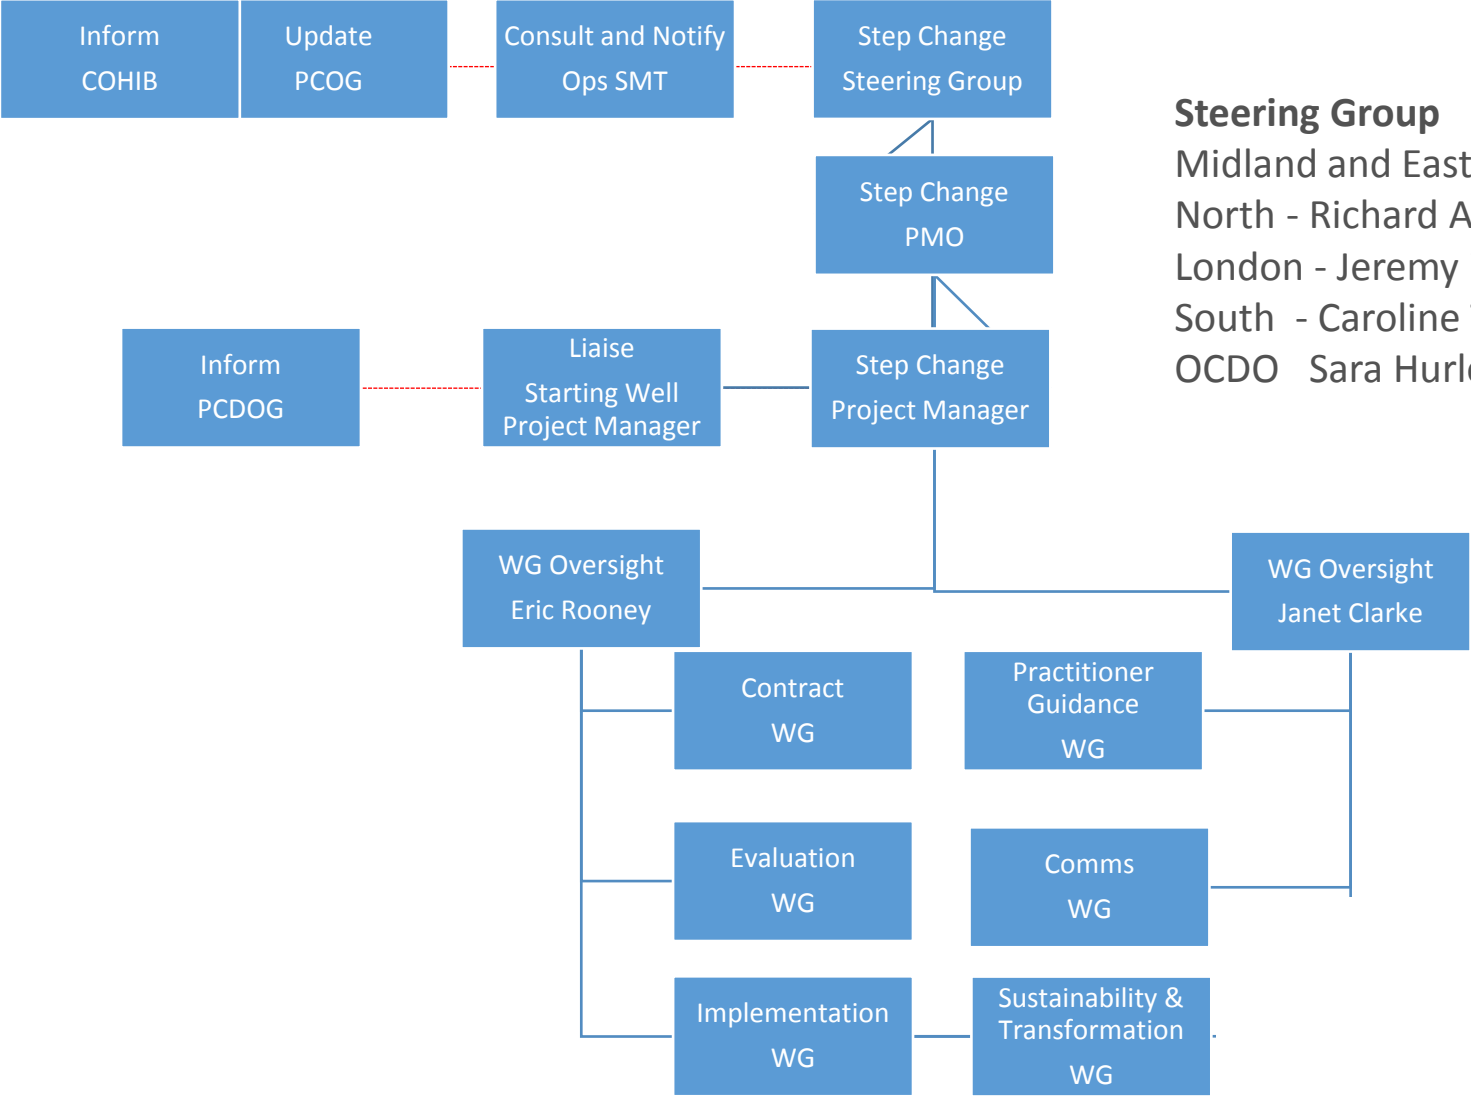 Inform
COHIB
Update
PCOG
Consult and Notify
Ops SMT
Step Change
Steering Group
Steering Group
Midland and East
North - Richard
London - Jeremy
South - Caroline
OCDO Sara
Step Change
PMO
Inform
PCDOG
Liaise
Starting Well
Project Manager
Step Change
Project Manager
WG Oversight
Eric Rooney
WG Oversight
Janet Clarke
Contract
WG
Practitioner
Guidance
WG
Evaluation
WG
Comms
WG
Implementation
WG
Sustainability &
Transformation
WG